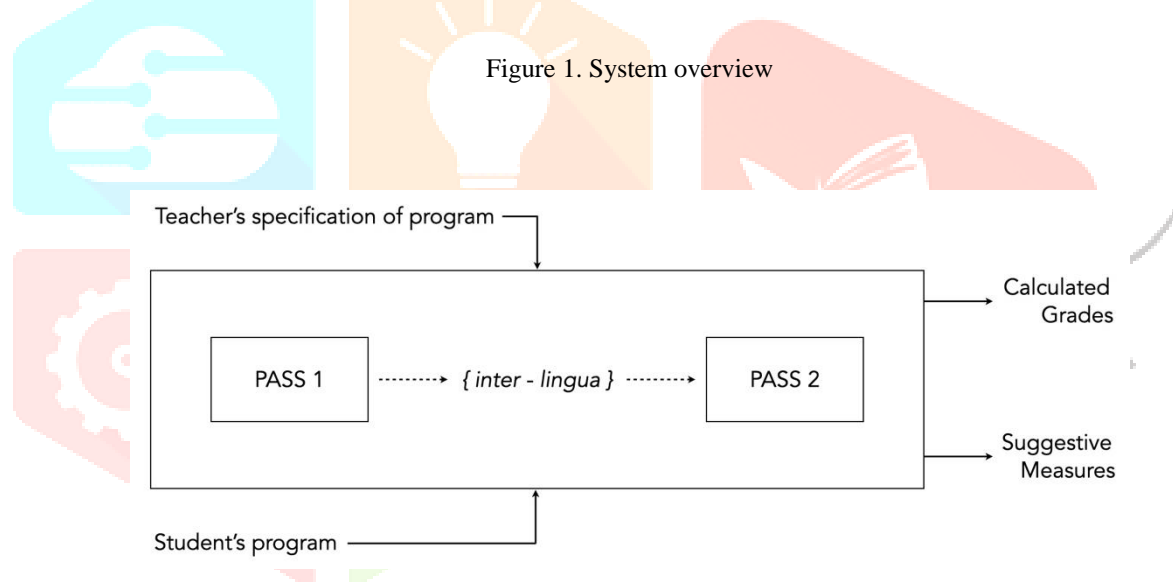 Figure 1. System overview
Teacher's specification of program
Calculated
Grades
PASS 1
{ inter - lingua }
PASS 2
Suggestive
Measures
Student's program